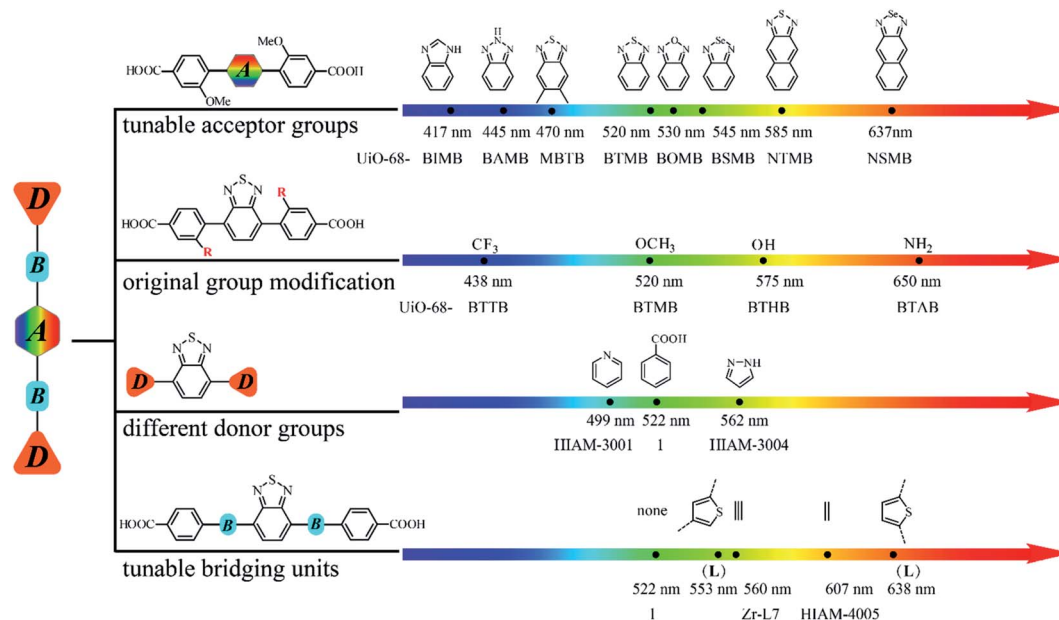 D
B
A
B
D
HOOC
A
MeO
OMe
COOH
tunable acceptor groups
N
NH
H
N
N
N
S
N
N
S
N
N
O
N
N
Se
N
N
S
N
N
Se
N
N
417 nm 445 nm 470 nm 520 nm 530 nm 545 nm 585 nm 637nm
UiO-68- BIMB BAMB MBTB BTMB BOMB BSMB NTMB NSMB
HOOC
R
S
N
N
R
COOH
original group modification
CF3 OCH3 OH NH2
438 nm 520 nm 575 nm 650 nm
UiO-68- BTTB BTMB BTHB BTAB
S
N
N
D
D
different donor groups
N
COOH
N
NH
499 nm 522 nm 562 nm
HIAM-3001 1 HIAM-3004
HOOC
B
S
N
N
B
COOH
tunable bridging units
none
S
S
(L) (L)
522 nm 553 nm 560 nm 607 nm 638 nm
1 Zr-L7 HIAM-4005